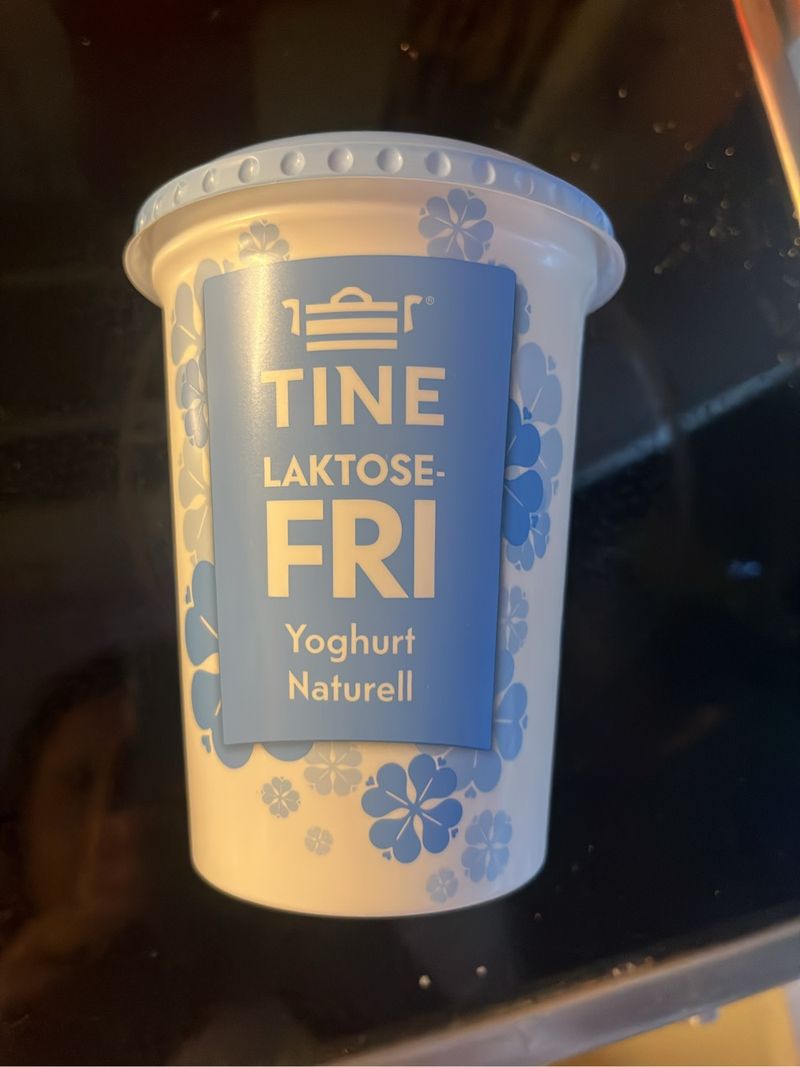 ®
TINE
LAKTOSE-
FRI
Yoghurt
Naturell